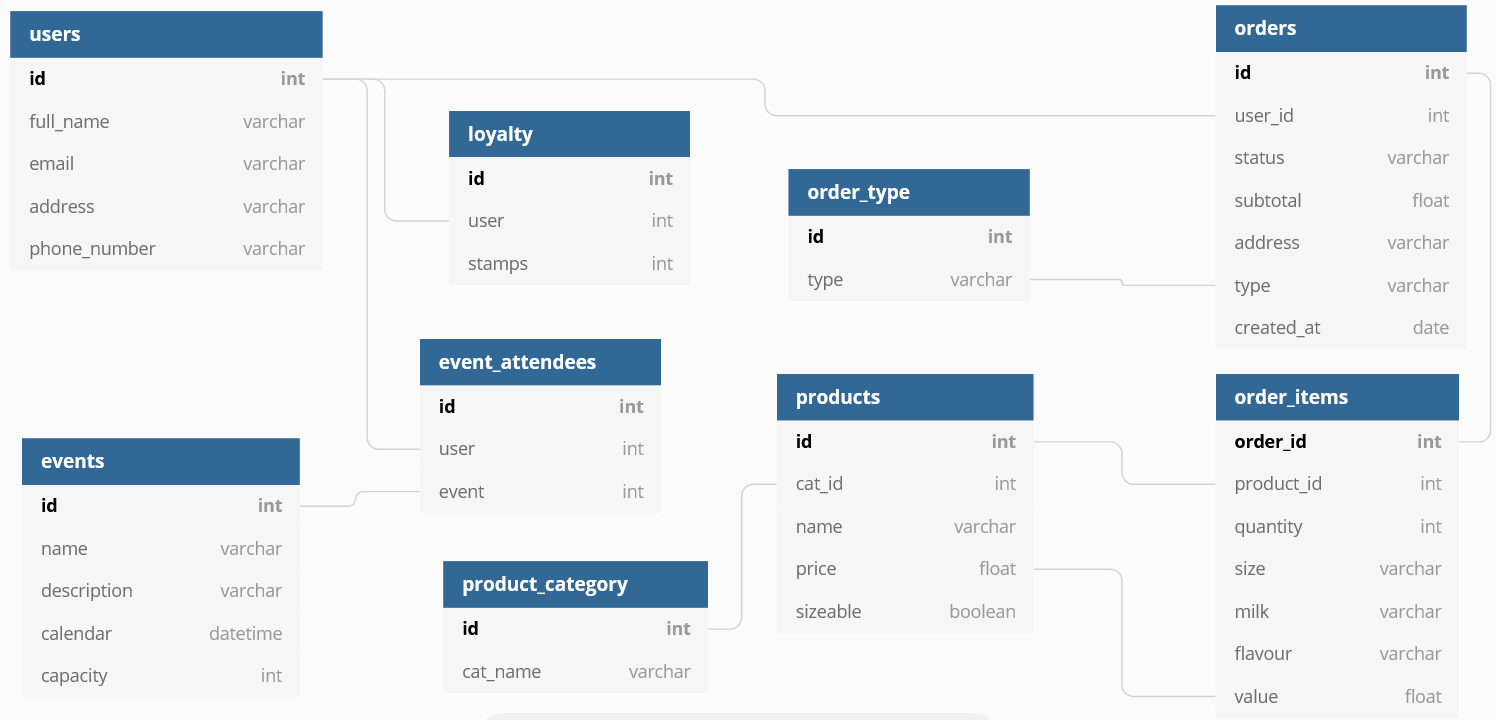 users
id int
full_name varchar
email varchar
address varchar
phone_number varchar
loyalty
id int
user int
stamps int
order_type
id int
type varchar
orders
id int
user_id int
status varchar
subtotal float
address varchar
type varchar
created_at date
event_attendees
id int
user int
event int
events
id int
name varchar
description varchar
calendar datetime
capacity int
product_category
id int
cat_name varchar
products
id int
cat_id int
name varchar
price float
sizeable boolean
order_items
order_id int
product_id int
quantity int
size varchar
milk varchar
flavour varchar
value float